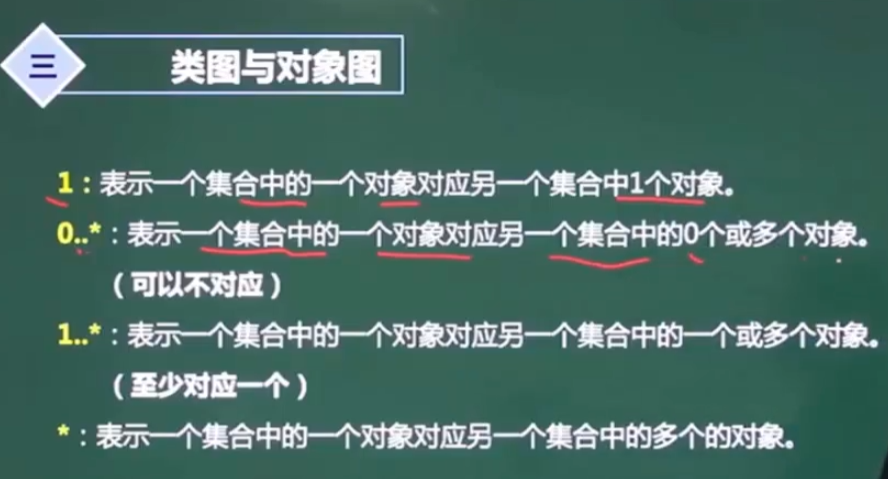 三 类图与对象图
1：表示一个集合中的一个对象对应另一个集合中1个对象。
0..*：表示一个集合中的一个对象对应另一个集合中的0个或多个对象。
（可以不对应）
1..*：表示一个集合中的一个对象对应另一个集合中的一个或多个对象。
（至少对应一个）
*：表示一个集合中的一个对象对应另一个集合中的多个的对象。